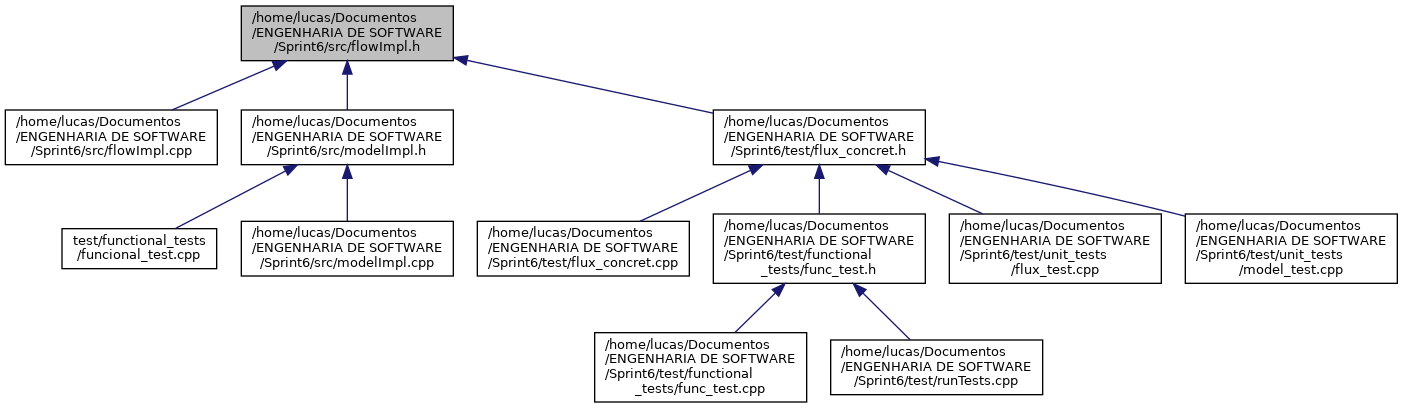 /home/lucas/Documentos
/ENGENHARIA DE SOFTWARE
/Sprint6/src/flowImpl.h
/home/lucas/Documentos
/ENGENHARIA DE SOFTWARE
/Sprint6/src/flowImpl.cpp
/home/lucas/Documentos
/ENGENHARIA DE SOFTWARE
/Sprint6/src/modelImpl.h
/home/lucas/Documentos
/ENGENHARIA DE SOFTWARE
/Sprint6/test/flux_concret.h
test/functional_tests
/funcional_test.cpp
/home/lucas/Documentos
/ENGENHARIA DE SOFTWARE
/Sprint6/src/modelImpl.cpp
/home/lucas/Documentos
/ENGENHARIA DE SOFTWARE
/Sprint6/test/flux_concret.cpp
/home/lucas/Documentos
/ENGENHARIA DE SOFTWARE
/Sprint6/test/functional
_tests/func_test.h
/home/lucas/Documentos
/ENGENHARIA DE SOFTWARE
/Sprint6/test/unit_tests
/flux_test.cpp
/home/lucas/Documentos
/ENGENHARIA DE SOFTWARE
/Sprint6/test/unit_tests
/model_test.cpp
/home/lucas/Documentos
/ENGENHARIA DE SOFTWARE
/Sprint6/test/functional
_tests/func_test.cpp
/home/lucas/Documentos
/ENGENHARIA DE SOFTWARE
/Sprint6/test/runTests.cpp